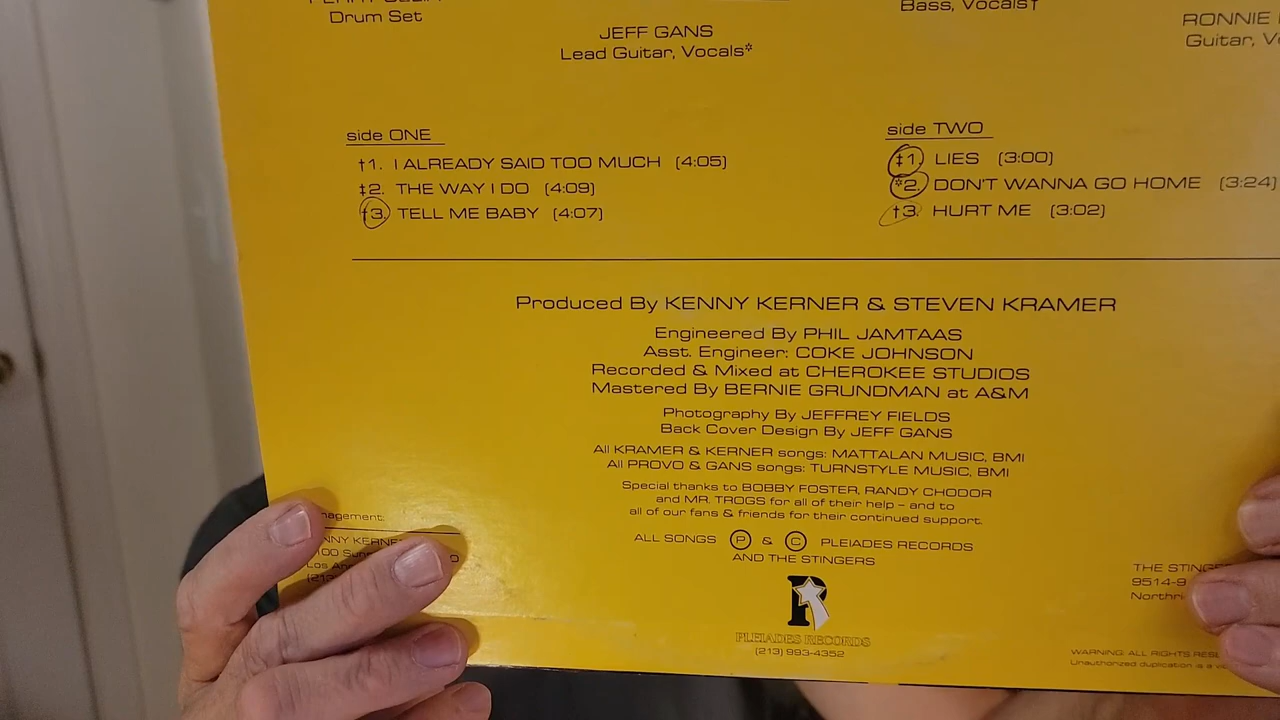 Drum Set
Bass, Vocals†
JEFF GANS
Lead Guitar, Vocals*
RONNIE
Guitar,
side ONE
†1. I ALREADY SAID TOO MUCH (4:05)
‡2. THE WAY I DO (4:09)
†3. TELL ME BABY (4:07)
side TWO
‡1. LIES (3:00)
*2. DON'T WANNA GO HOME (3:24)
†3. HURT ME (3:02)
Produced By KENNY KERNER & STEVEN KRAMER
Engineered By PHIL JAMTAAS
Asst. Engineer: COKE JOHNSON
Recorded & Mixed at CHEROKEE STUDIOS
Mastered By BERNIE GRUNDMAN at A&M
Photography By JEFFREY FIELDS
Back Cover Design By JEFF GANS
All KRAMER & KERNER songs: MATTALAN MUSIC, BMI
All PROVO & GANS songs: TURNSTYLE MUSIC, BMI
Special thanks to BOBBY FOSTER, RANDY CHODOR
and MR. TROGS for all of their help – and to
all of our fans & friends for their continued support.
ALL SONGS Ⓟ & Ⓒ PLEIADES RECORDS
AND THE STINGERS
PLEIADES RECORDS
(213) 993-4352
THE
9514-9
WARNING: ALL RIGHTS
Unauthorized duplication is a